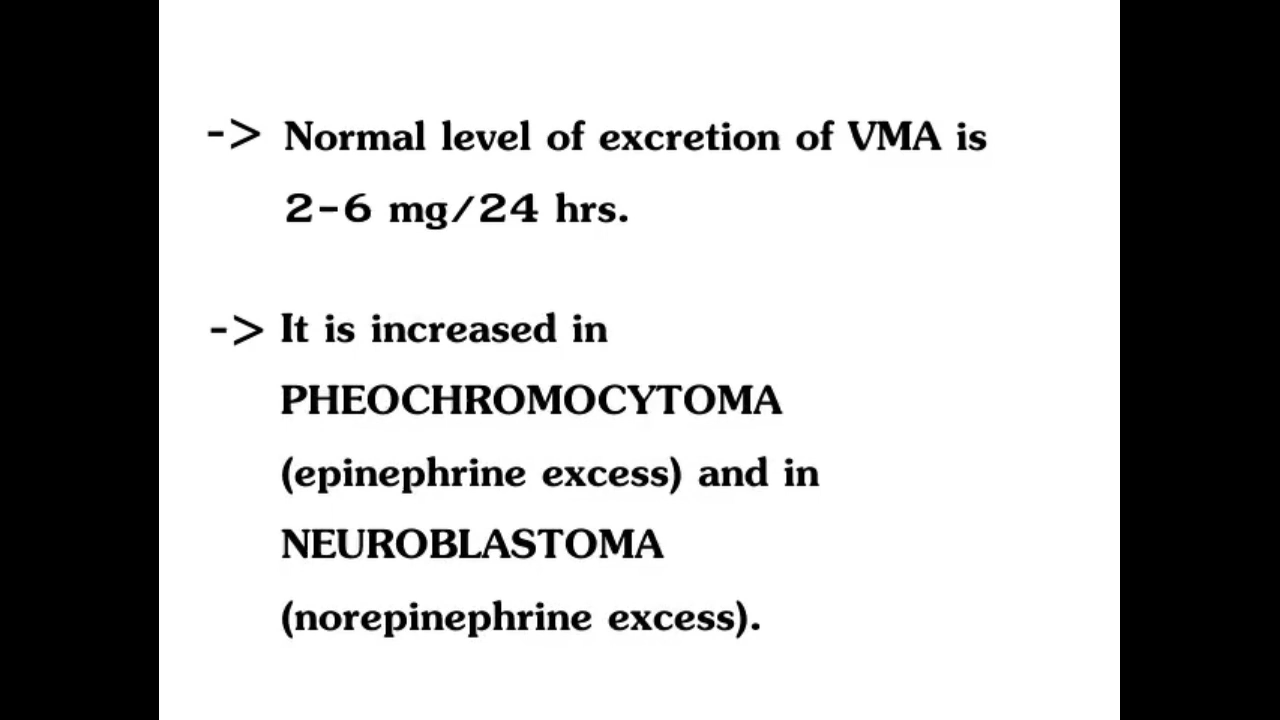 -> Normal level of excretion of VMA is
2-6 mg/24 hrs.
-> It is increased in
PHEOCHROMOCYTOMA
(epinephrine excess) and in
NEUROBLASTOMA
(norepinephrine excess).